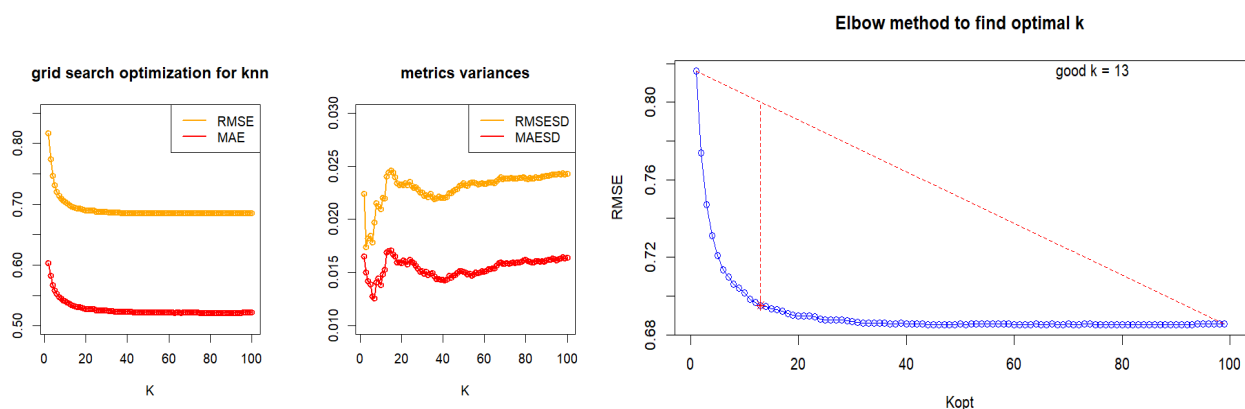 grid search optimization for knn
RMSE
MAE
0.80
0.70
0.60
0.50
0 20 40 60 80 100
K
metrics variances
RMSESD
MAESD
0.030
0.025
0.020
0.015
0.010
0 20 40 60 80 100
K
Elbow method to find optimal k
good k = 13
RMSE
0.80
0.76
0.72
0.68
0 20 40 60 80 100
Kopt